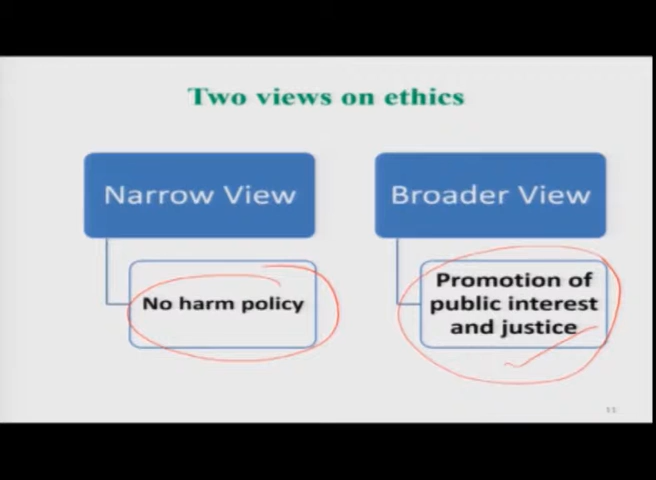 Two views on ethics
Narrow View
No harm policy
Broader View
Promotion of
public interest
and justice